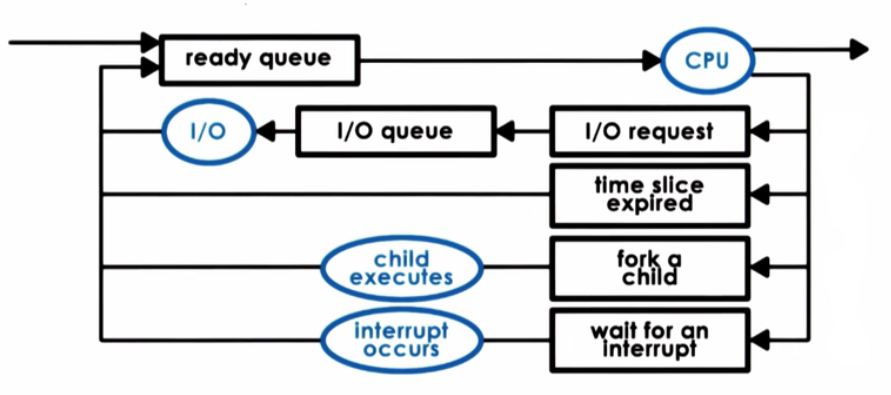 ready queue
CPU
I/O
I/O queue
I/O request
time slice
expired
child
executes
fork a
child
interrupt
occurs
wait for an
interrupt